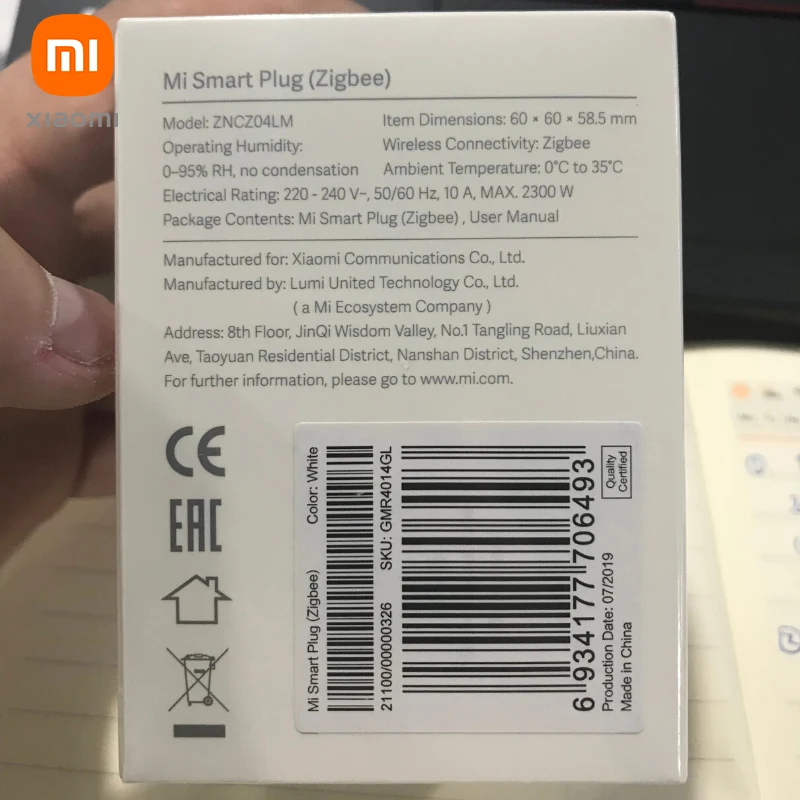 mi
xiaomi
Mi Smart Plug (Zigbee)
Model: ZNCZ04LM
Item Dimensions: 60 × 60 × 58.5 mm
Operating Humidity:
Wireless Connectivity: Zigbee
0–95% RH, no condensation
Ambient Temperature: 0°C to 35°C
Electrical Rating: 220 - 240 V~, 50/60 Hz, 10 A, MAX. 2300 W
Package Contents: Mi Smart Plug (Zigbee) , User Manual
Manufactured for: Xiaomi Communications Co., Ltd.
Manufactured by: Lumi United Technology Co., Ltd.
( a Mi Ecosystem Company )
Address: 8th Floor, JinQi Wisdom Valley, No.1 Tangling Road, Liuxian
Ave, Taoyuan Residential District, Nanshan District, Shenzhen,China.
For further information, please go to www.mi.com.
CE
EAC
Mi Smart Plug (Zigbee) Color: White
21100/00000326 SKU: GMR4014GL
6 934177 706493
Production Date: 07/2019
Made in China
Quality
Certified